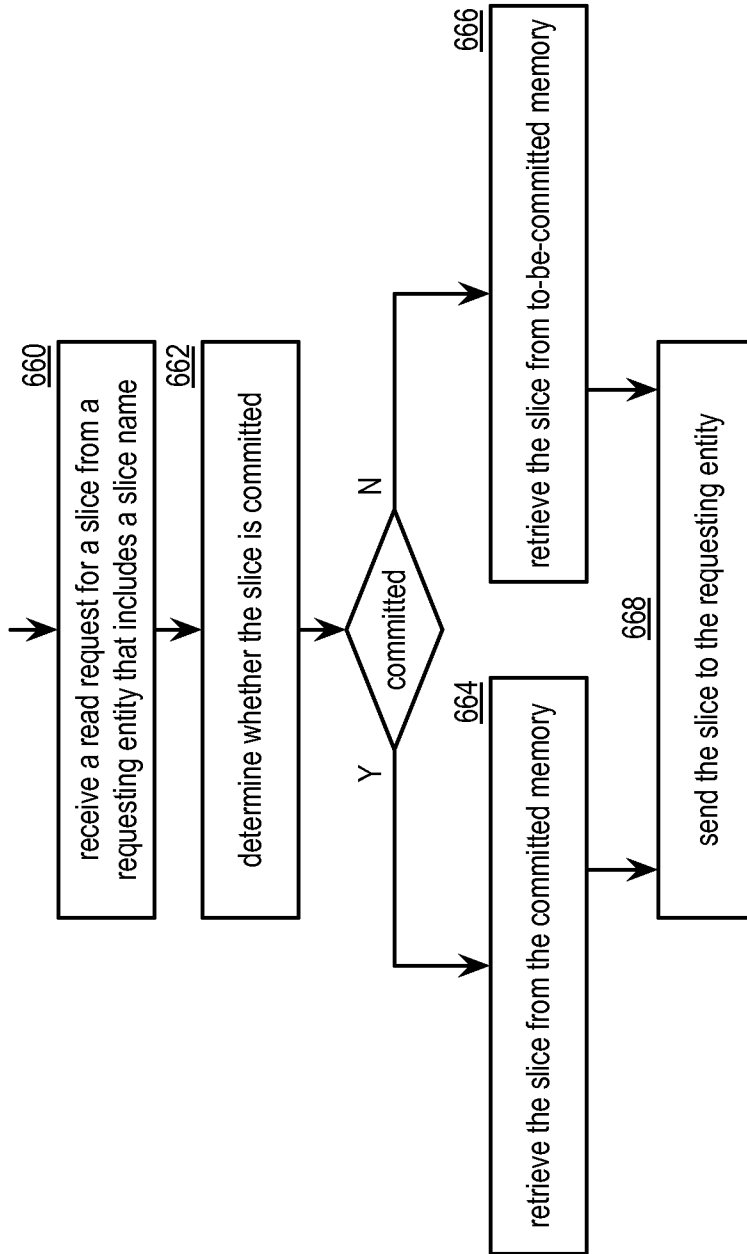 660
receive a read request for a slice from a
requesting entity that includes a slice name
662
determine whether the slice is committed
committed
Y
N
664
retrieve the slice from the committed memory
666
retrieve the slice from to-be-committed memory
668
send the slice to the requesting entity